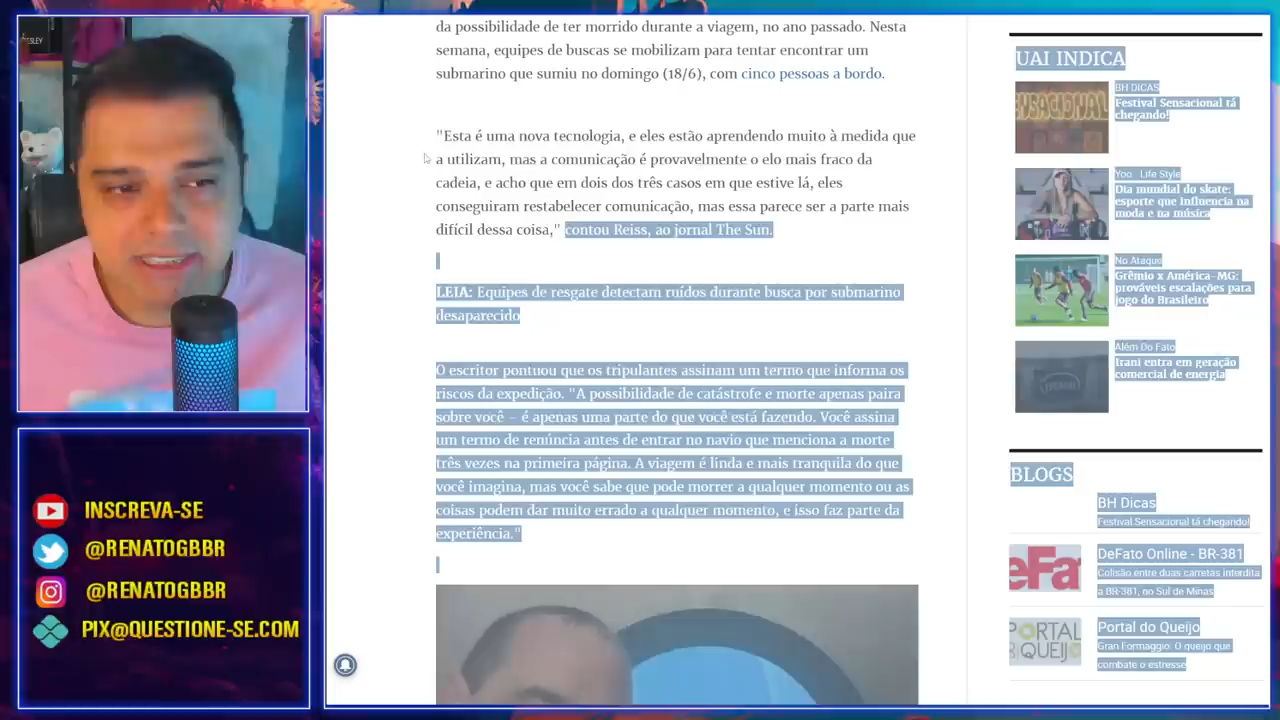 da possibilidade de ter morrido durante a viagem, no ano passado. Nesta
semana, equipes de buscas se mobilizam para tentar encontrar um
submarino que sumiu no domingo (18/6), com cinco pessoas a bordo.
"Esta é uma nova tecnologia, e eles estão aprendendo muito à medida que
a utilizam, mas a comunicação é provavelmente o elo mais fraco da
cadeia, e acho que em dois dos três casos em que estive lá, eles
conseguiram restabelecer comunicação, mas essa parece ser a parte mais
difícil dessa coisa," contou Reiss, ao jornal The Sun.
LEIA: Equipes de resgate detectam ruídos durante busca por submarino
desaparecido
O escritor pontuou que os tripulantes assinam um termo que informa os
riscos da expedição. "A possibilidade de catástrofe e morte apenas paira
sobre você – é apenas uma parte do que você está fazendo. Você assina
um termo de renúncia antes de entrar no navio que menciona a morte
três vezes na primeira página. A viagem é linda e mais tranquila do que
você imagina, mas você sabe que pode morrer a qualquer momento ou as
coisas podem dar muito errado a qualquer momento, e isso faz parte da
experiência."
UAI INDICA
BH DICAS
Festival Sensacional tá
chegando!
Yoo Life Style
Dia mundial do skate:
esporte que influencia na
moda e na música
No Ataque
Grêmio x América-MG:
prováveis escalações para
jogo do Brasileiro
Além Do Fato
Irani entra em geração
comercial de energia
BLOGS
BH Dicas
Festival Sensacional tá chegando!
DeFato Online - BR-381
Colisão entre duas carretas interdita
a BR-381, no Sul de Minas
eFa
Portal do Queijo
Gran Formaggio: O queijo que
combate o estresse
PORTAL
QUEIJ
INSCREVA-SE
@RENATOGBBR
@RENATOGBBR
PIX@QUESTIONE-SE.COM